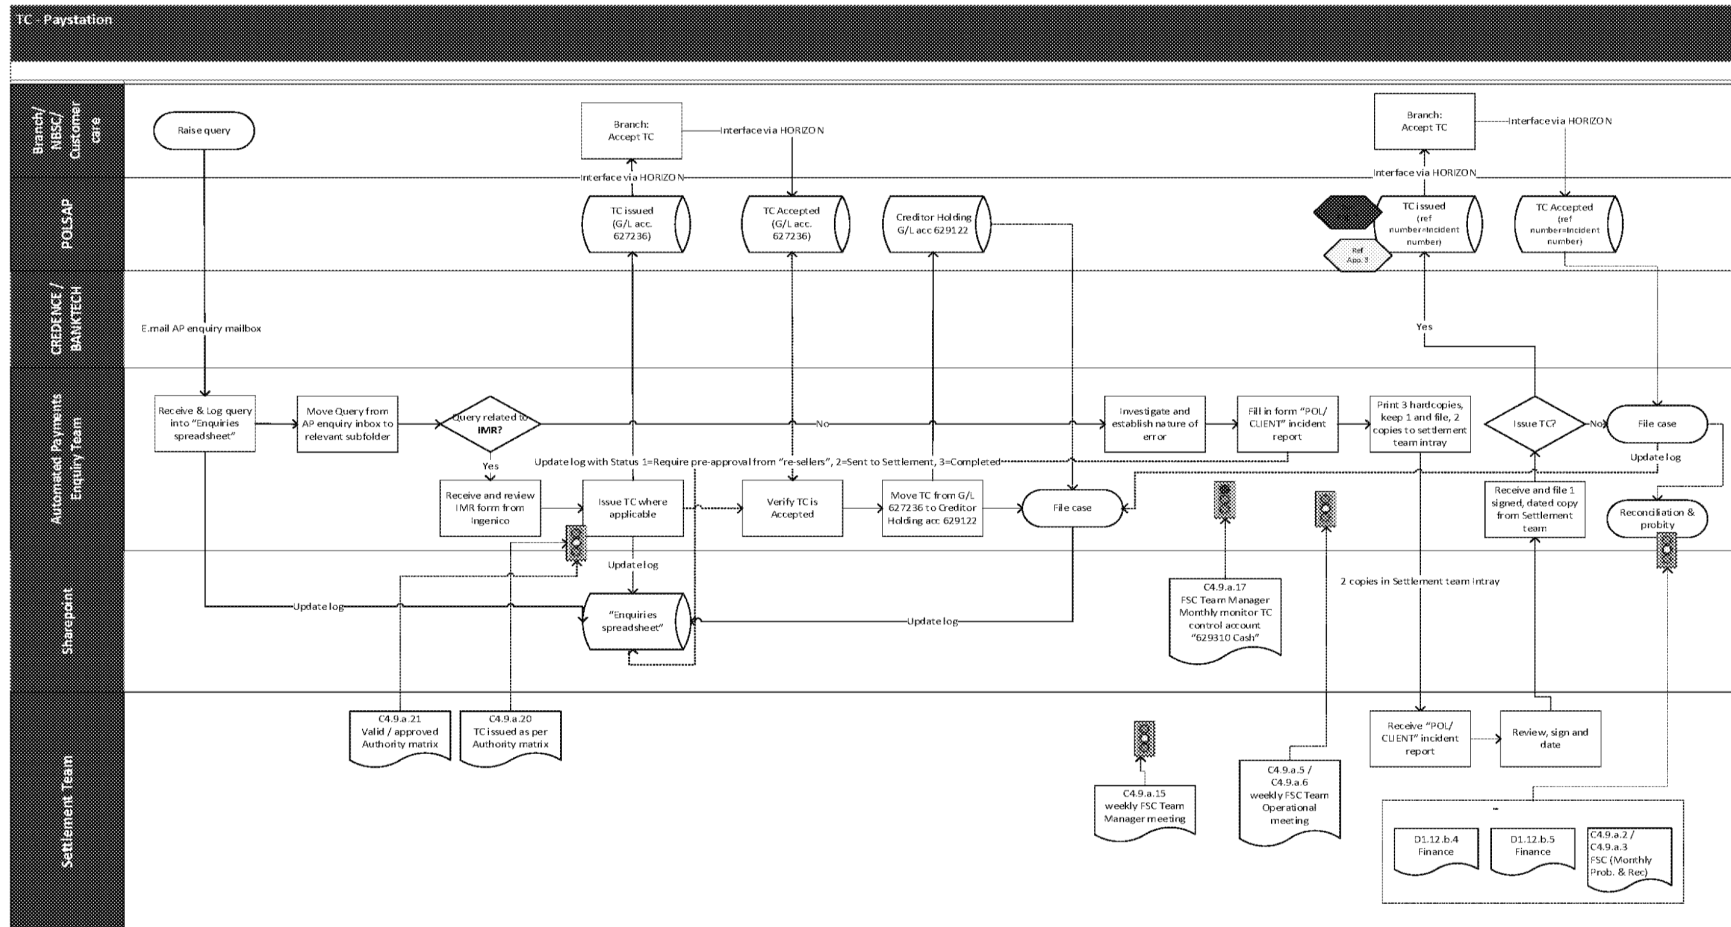 TC - Paystation
Branch/
NBSC/
Customer
care
Raise query
Branch:
Accept TC
Interface via HORIZON
Interface via HORIZON
Branch:
Accept TC
Interface via HORIZON
Interface via HORIZON
POLSAP
TC issued
(G/L acc.
627236)
TC Accepted
(G/L acc.
627236)
Creditor Holding
G/L acc 629122
Ref
App. 3
TC issued
(ref
number=Incident
number)
TC Accepted
(ref
number=Incident
number)
CREDENCE /
BANKTECH
E.mail AP enquiry mailbox
Yes
Automated Payments
Enquiry Team
Receive & Log query
into "Enquiries
spreadsheet"
Move Query from
AP enquiry inbox to
relevant subfolder
Query related to
IMR?
No
Yes
Investigate and
establish nature of
error
Fill in form "POL/
CLIENT" incident
report
Print 3 hardcopies,
keep 1 and file, 2
copies to settlement
team intray
Issue TC?
No
File case
Update log
Update log with Status 1=Require pre-approval from "re-sellers", 2=Sent to Settlement, 3=Completed
Receive and review
IMR form from
Ingenico
Issue TC where
applicable
Verify TC is
Accepted
Move TC from G/L
627236 to Creditor
Holding acc 629122
File case
Receive and file 1
signed, dated copy
from Settlement
team
Reconciliation &
probity
Sharepoint
Update log
Update log
"Enquiries
spreadsheet"
Update log
C4.9.a.17
FSC Team Manager
Monthly monitor TC
control account
"629310 Cash"
2 copies in Settlement team intray
Settlement Team
C4.9.a.21
Valid / approved
Authority matrix
C4.9.a.20
TC issued as per
Authority matrix
C4.9.a.15
weekly FSC Team
Manager meeting
C4.9.a.5 /
C4.9.a.6
weekly FSC Team
Operational
meeting
Receive "POL/
CLIENT" incident
report
Review, sign and
date
D1.12.b.4
Finance
D1.12.b.5
Finance
C4.9.a.2 /
C4.9.a.3
FSC (Monthly
Prob. & Rec)